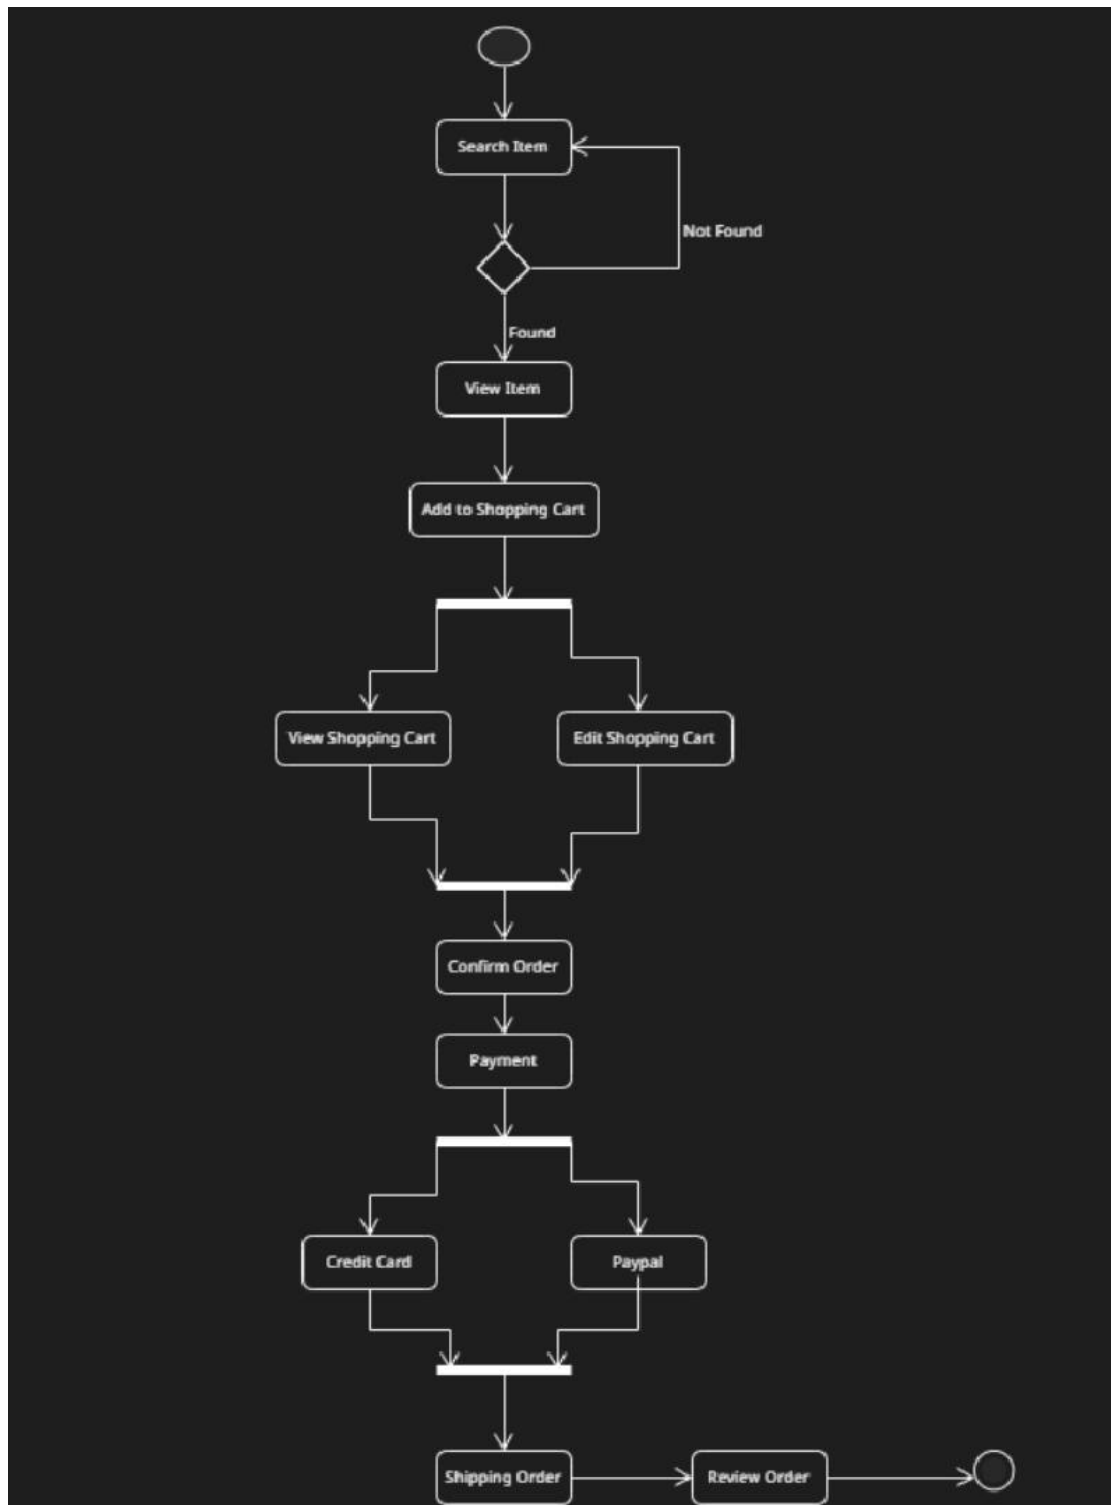 Search Item
Not Found
Found
View Item
Add to Shopping Cart
View Shopping Cart
Edit Shopping Cart
Confirm Order
Payment
Credit Card
Paypal
Shipping Order
Review Order